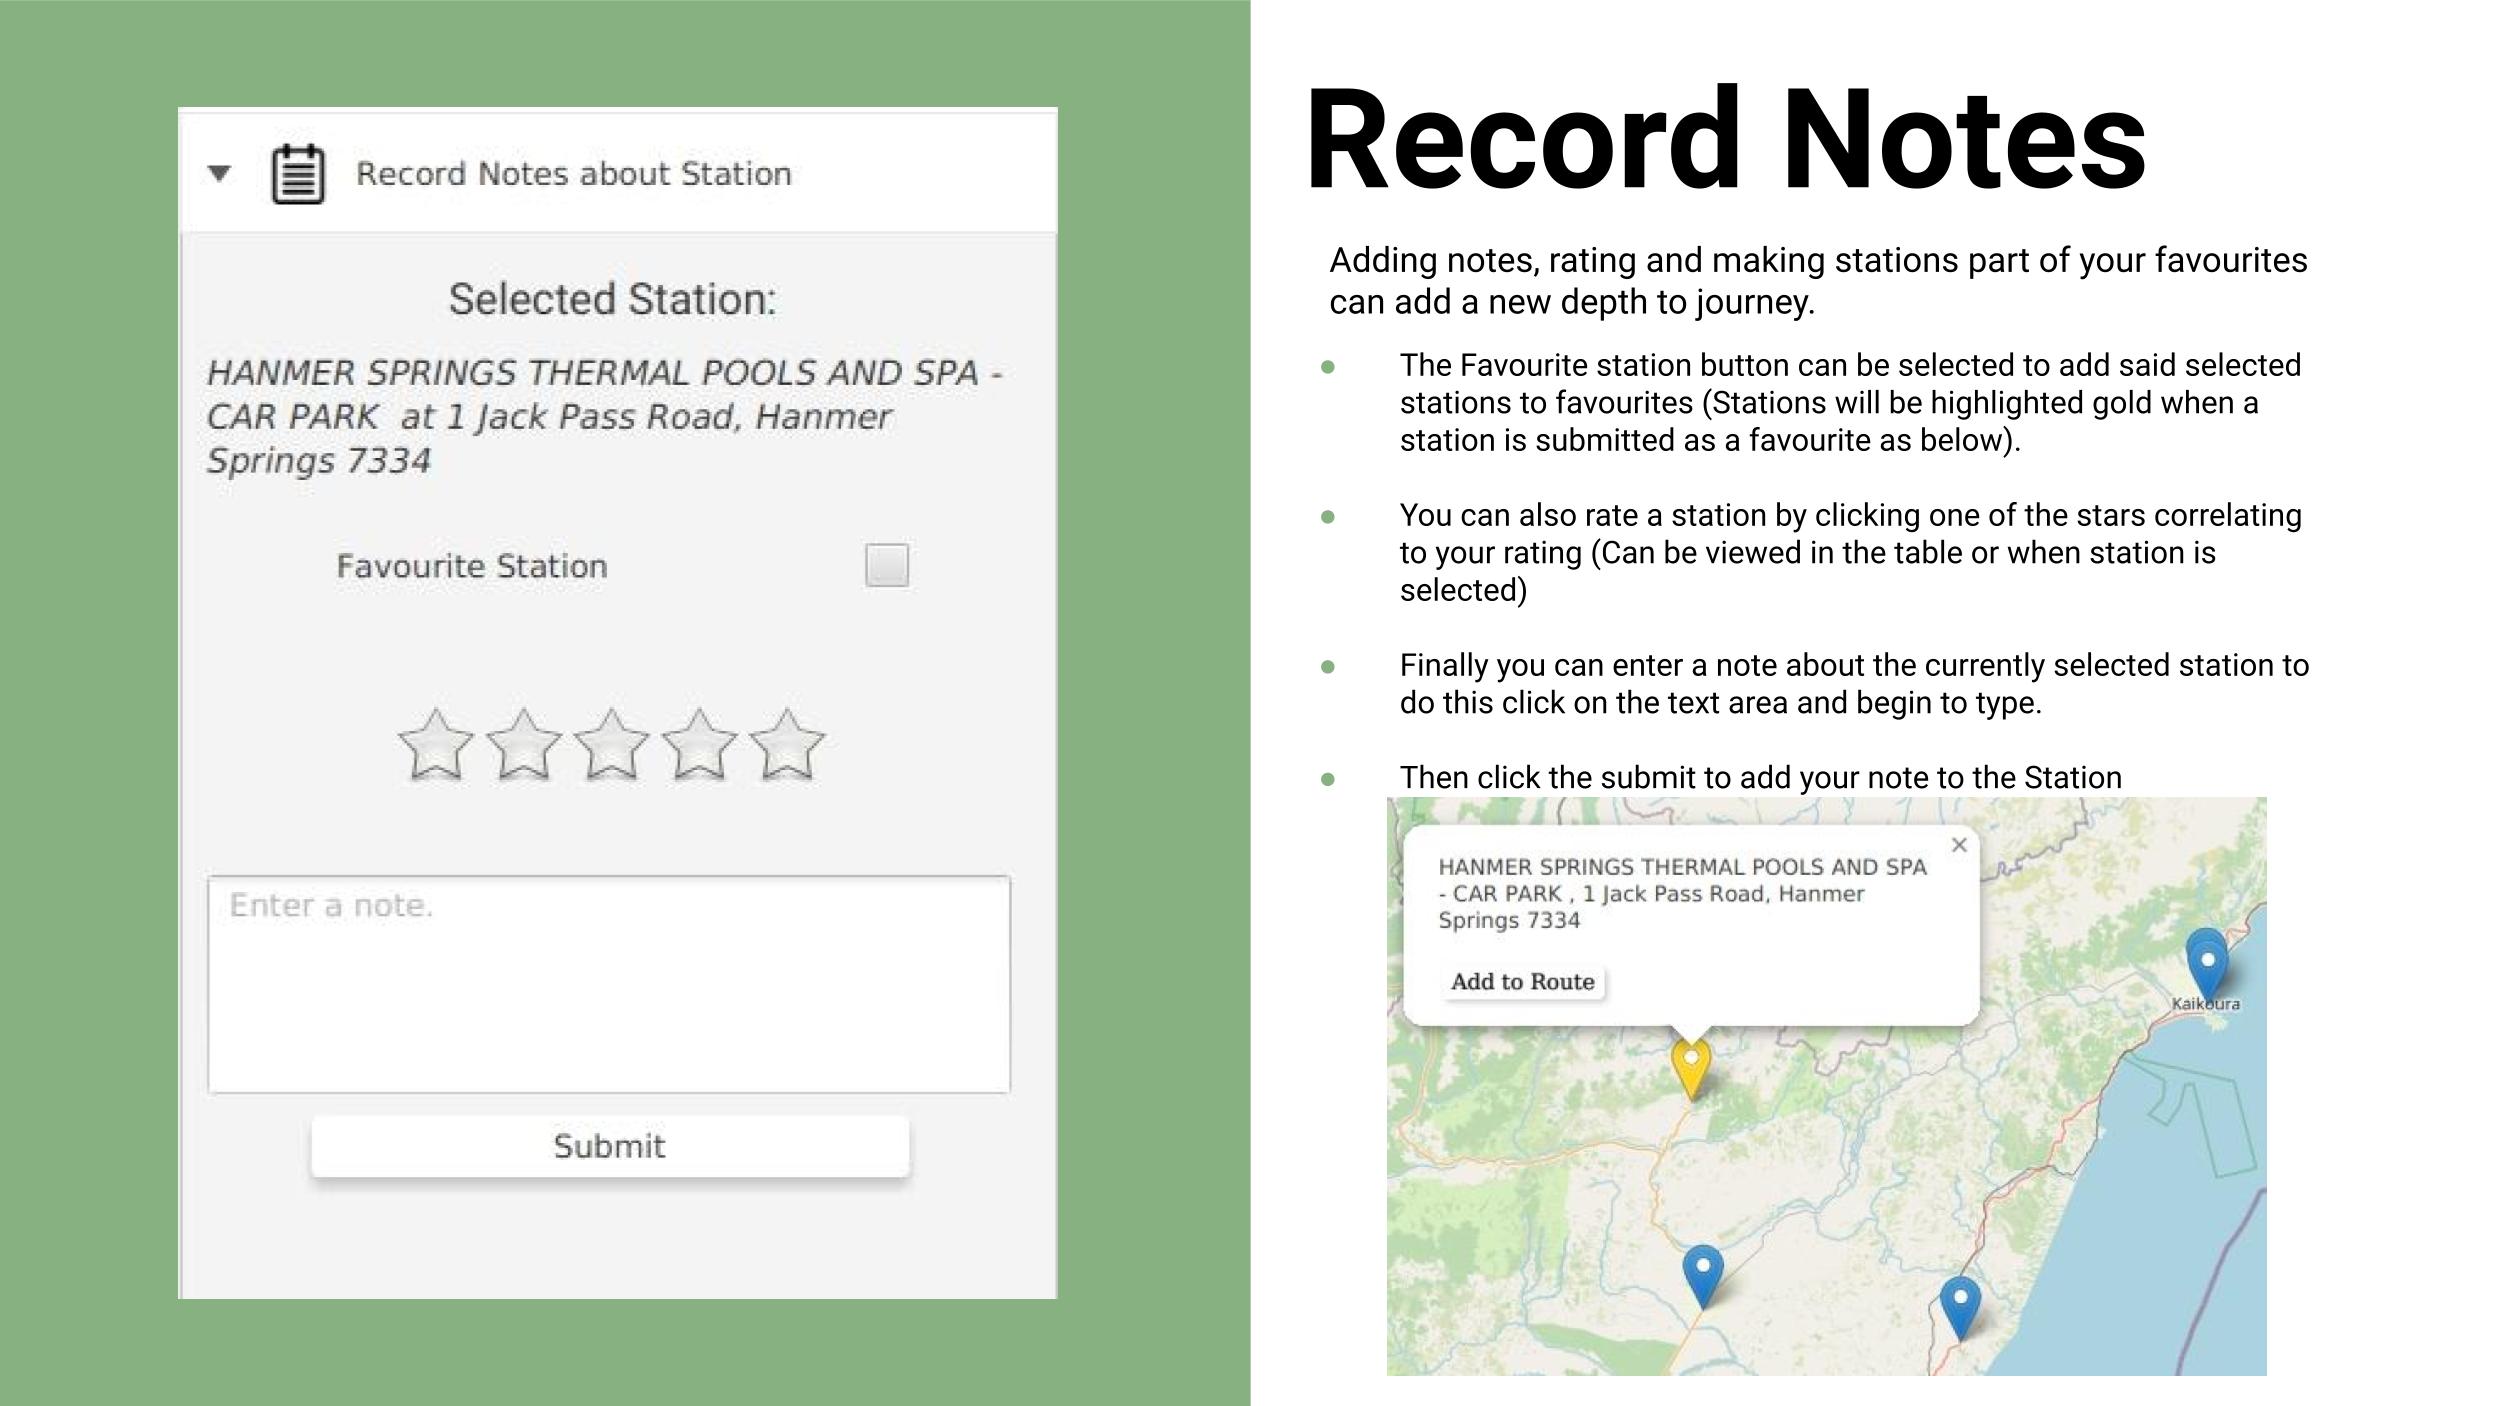 Record Notes about Station
Selected Station:
HANMER SPRINGS THERMAL POOLS AND SPA -
CAR PARK  at 1 Jack Pass Road, Hanmer
Springs 7334
Favourite Station
Enter a note.
Submit
Record Notes
Adding notes, rating and making stations part of your favourites
can add a new depth to journey.
● The Favourite station button can be selected to add said selected
stations to favourites (Stations will be highlighted gold when a
station is submitted as a favourite as below).
● You can also rate a station by clicking one of the stars correlating
to your rating (Can be viewed in the table or when station is
selected)
● Finally you can enter a note about the currently selected station to
do this click on the text area and begin to type.
● Then click the submit to add your note to the Station
HANMER SPRINGS THERMAL POOLS AND SPA
- CAR PARK , 1 Jack Pass Road, Hanmer
Springs 7334
Add to Route
Kaikoura